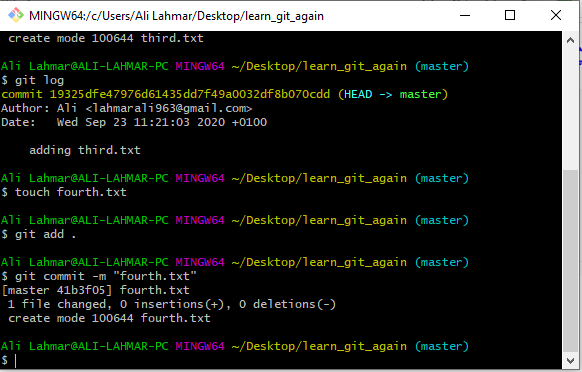 MINGW64:/c/Users/Ali Lahmar/Desktop/learn_git_again
create mode 100644 third.txt
Ali Lahmar@ALI-LAHMAR-PC MINGW64 ~/Desktop/learn_git_again (master)
$ git log
commit 19325dfe47976d61435dd7f49a0032df8b070cdd (HEAD -> master)
Author: Ali <lahmarali963@gmail.com>
Date:   Wed Sep 23 11:21:03 2020 +0100
adding third.txt
Ali Lahmar@ALI-LAHMAR-PC MINGW64 ~/Desktop/learn_git_again (master)
$ touch fourth.txt
Ali Lahmar@ALI-LAHMAR-PC MINGW64 ~/Desktop/learn_git_again (master)
$ git add .
Ali Lahmar@ALI-LAHMAR-PC MINGW64 ~/Desktop/learn_git_again (master)
$ git commit -m "fourth.txt"
[master 41b3f05] fourth.txt
1 file changed, 0 insertions(+), 0 deletions(-)
create mode 100644 fourth.txt
Ali Lahmar@ALI-LAHMAR-PC MINGW64 ~/Desktop/learn_git_again (master)
$